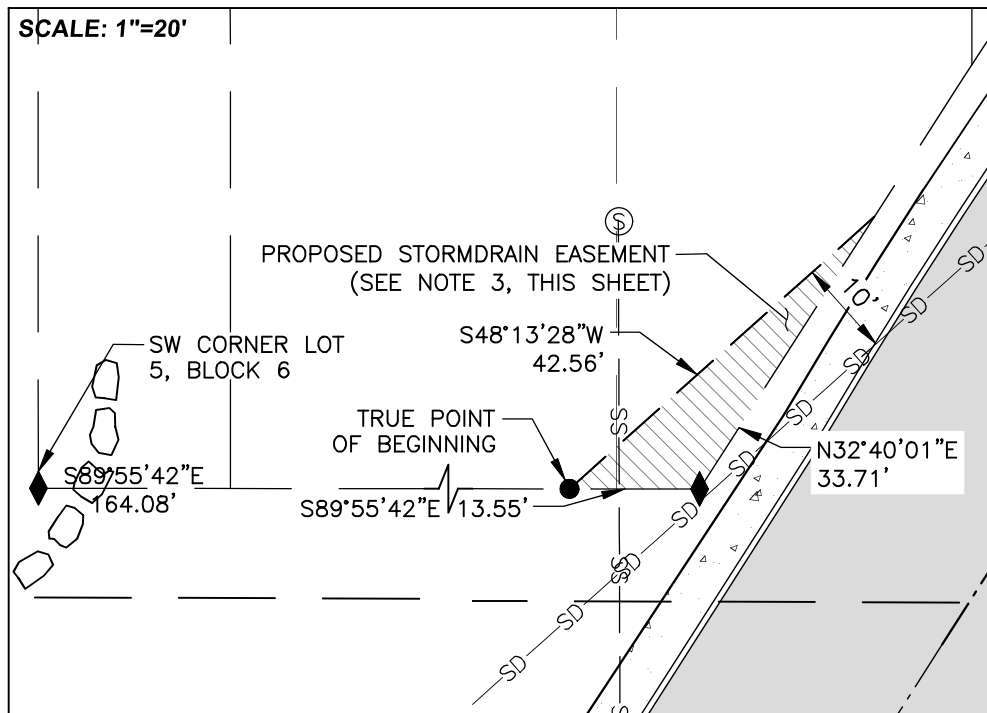 SCALE: 1"=20'
S
PROPOSED STORMDRAIN EASEMENT
(SEE NOTE 3, THIS SHEET)
SD
10'
SD
S48°13'28"W
42.56'
SD
SW CORNER LOT
5, BLOCK 6
TRUE POINT
OF BEGINNING
SS
SD
N32°40'01"E
33.71'
SD
S89°55'42"E
164.08'
S89°55'42"E 13.55'
SD
SS
SD
SD
SD
S